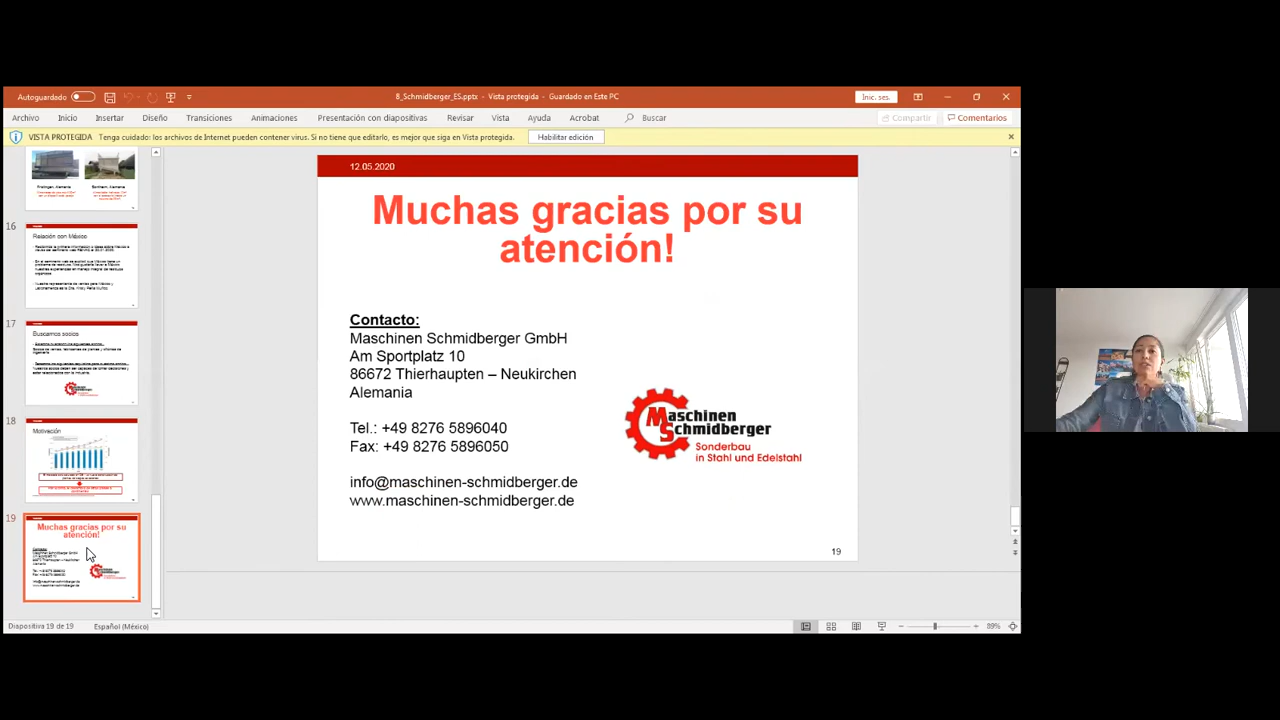 Autoguardado
8_Schmidberger_ES.pptx - Vista protegida - Guardado en Este PC
Inic. ses.
Archivo Inicio Insertar Diseño Transiciones Animaciones Presentación con diapositivas Revisar Vista Ayuda Acrobat Buscar Compartir Comentarios
VISTA PROTEGIDA Tenga cuidado: los archivos de Internet pueden contener virus. Si no tiene que editarlo, es mejor que siga en Vista protegida. Habilitar edición
16
Relación con México
17
Buscamos socios
18
Motivación
19
Muchas gracias por su
atención!
12.05.2020
Muchas gracias por su
atención!
Contacto:
Maschinen Schmidberger GmbH
Am Sportplatz 10
86672 Thierhaupten – Neukirchen
Alemania
Tel.: +49 8276 5896040
Fax: +49 8276 5896050
info@maschinen-schmidberger.de
www.maschinen-schmidberger.de
Maschinen
Schmidberger
Sonderbau
in Stahl und Edelstahl
19
Diapositiva 19 de 19 Español (México)
89%